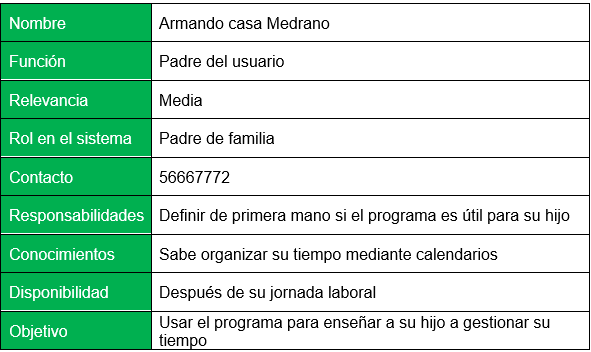 Nombre Armando casa Medrano
Función Padre del usuario
Relevancia Media
Rol en el sistema Padre de familia
Contacto 56667772
Responsabilidades Definir de primera mano si el programa es útil para su hijo
Conocimientos Sabe organizar su tiempo mediante calendarios
Disponibilidad Después de su jornada laboral
Objetivo Usar el programa para enseñar a su hijo a gestionar su
tiempo